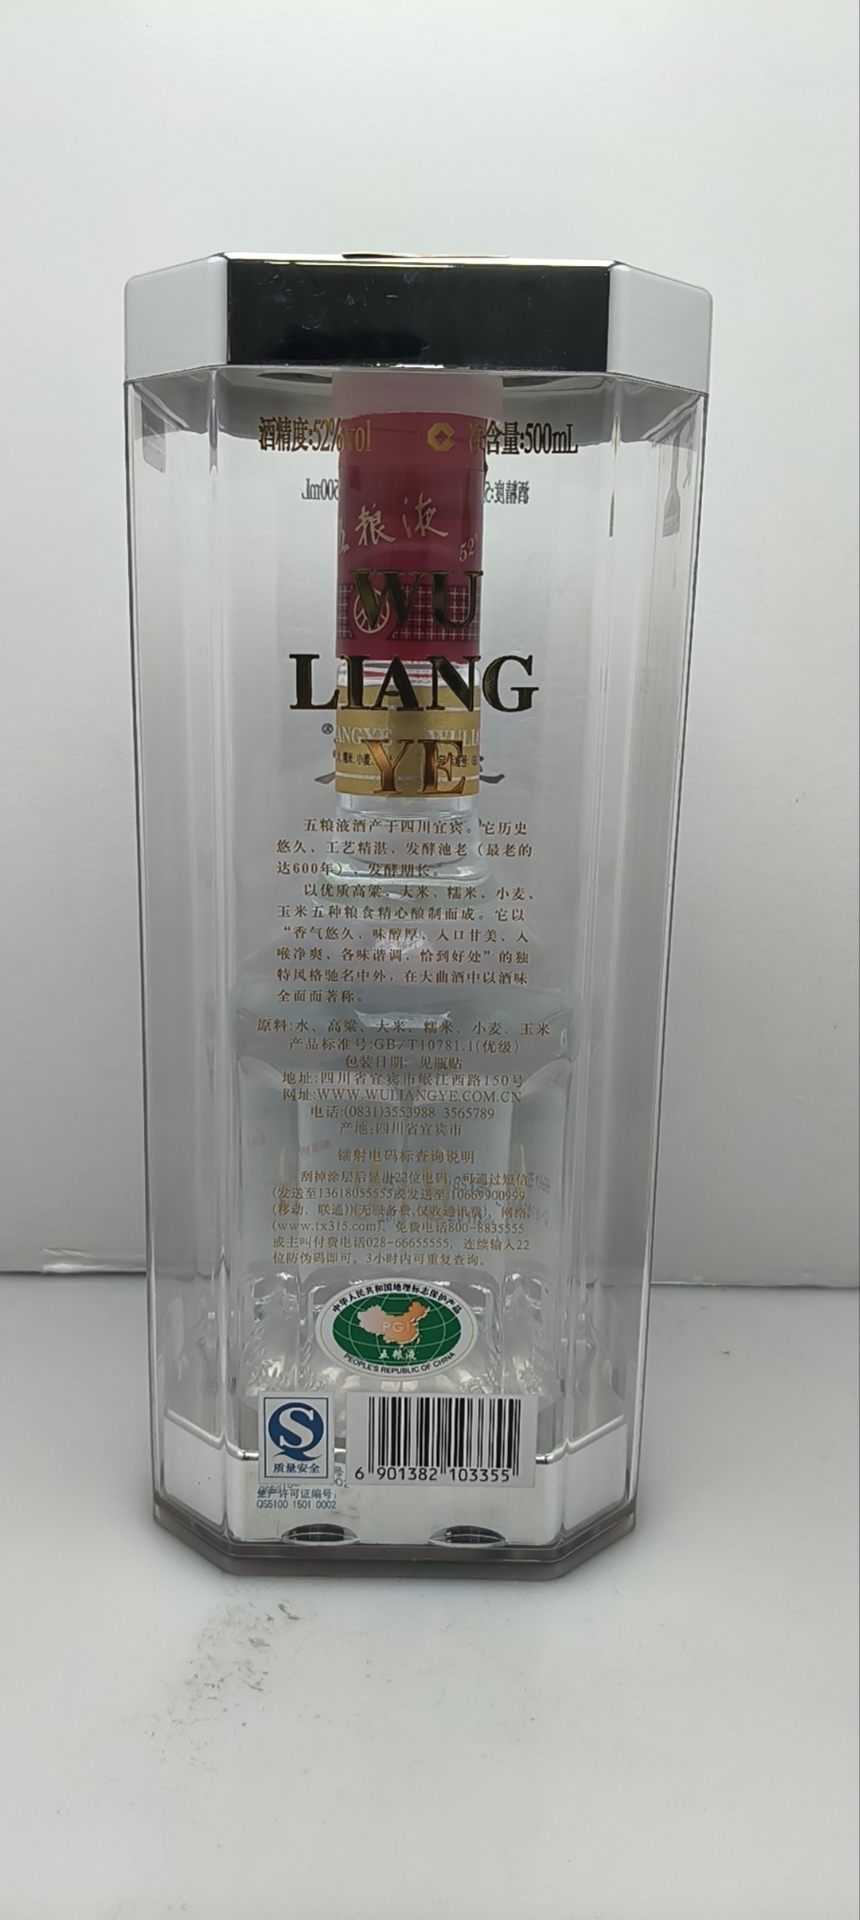 酒精度:52%vol 净含量:500mL
五粮液
52°
WU
LIANG
YE
五粮液酒产于四川宜宾。它历史
悠久、工艺精湛、发酵池老（最老的
达600年），发酵期长。
以优质高粱、大米、糯米、小麦、
玉米五种粮食精心酿制而成。它以
“香气悠久、味醇厚、入口甘美、入
喉净爽、各味谐调、恰到好处”的独
特风格驰名中外，在大曲酒中以酒味
全面而著称。
原料:水、高粱、大米、糯米、小麦、玉米
产品标准号:GB/T10781.1(优级)
包装日期: 见瓶贴
地址:四川省宜宾市岷江西路150号
网址:WWW.WULIANGYE.COM.CN
电话:(0831)3553988 3565789
产地:四川省宜宾市
镭射电码标查询说明
刮掉涂层后显出22位电码，可通过短信
(发送至13618055555或发送至10669900999
(移动、联通)(无服务费,仅收通讯费)、网络
(www.tx315.com)、免费电话800-8835555
或主叫付费电话028-66655555，连续输入22
位防伪码即可。3小时内可重复查询。
中华人民共和国地理标志保护产品
PGI
五粮液
PEOPLE'S REPUBLIC OF CHINA
质量安全
生产许可证编号:
QS5100 1501 0002
6 901382 103355